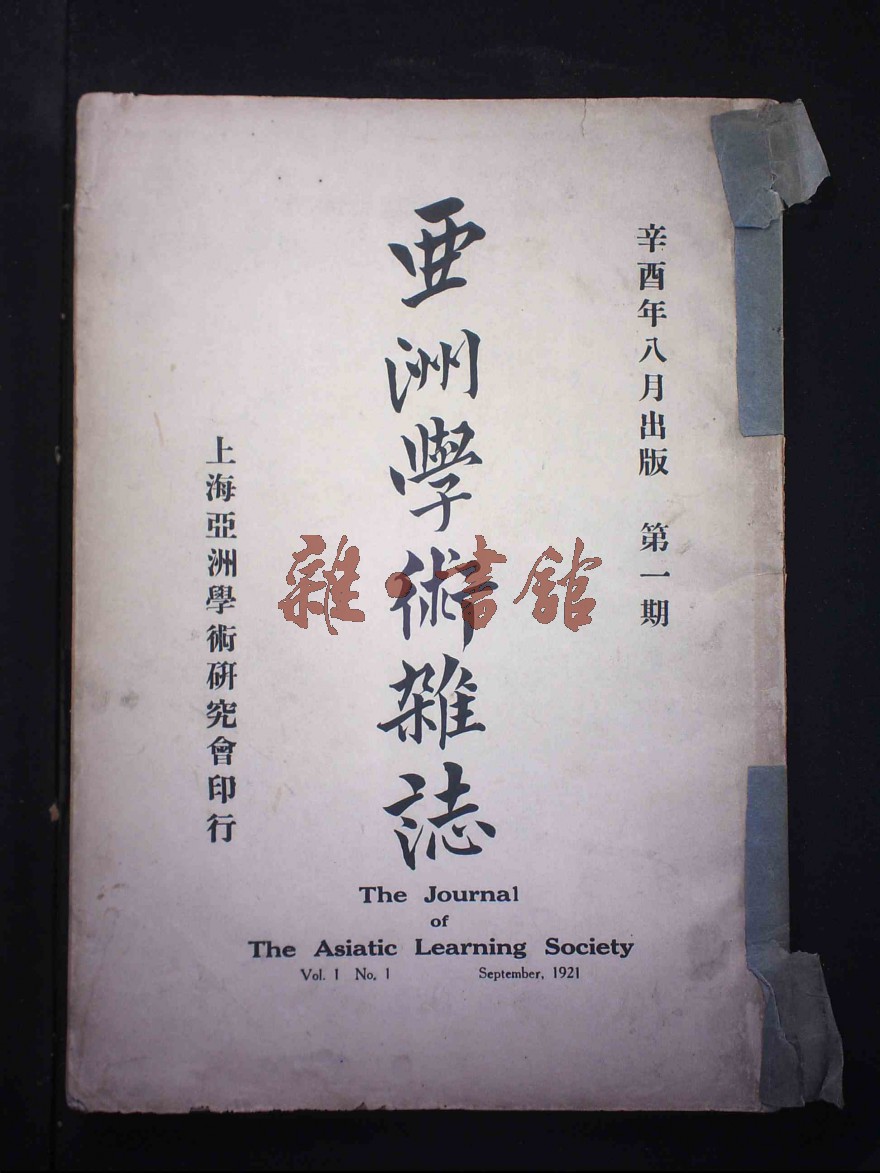 辛酉年八月出版 第一期
亞洲學術雜誌
上海亞洲學術研究會印行
雜·書館
The Journal
of
The Asiatic Learning Society
Vol. 1 No. 1 September, 1921